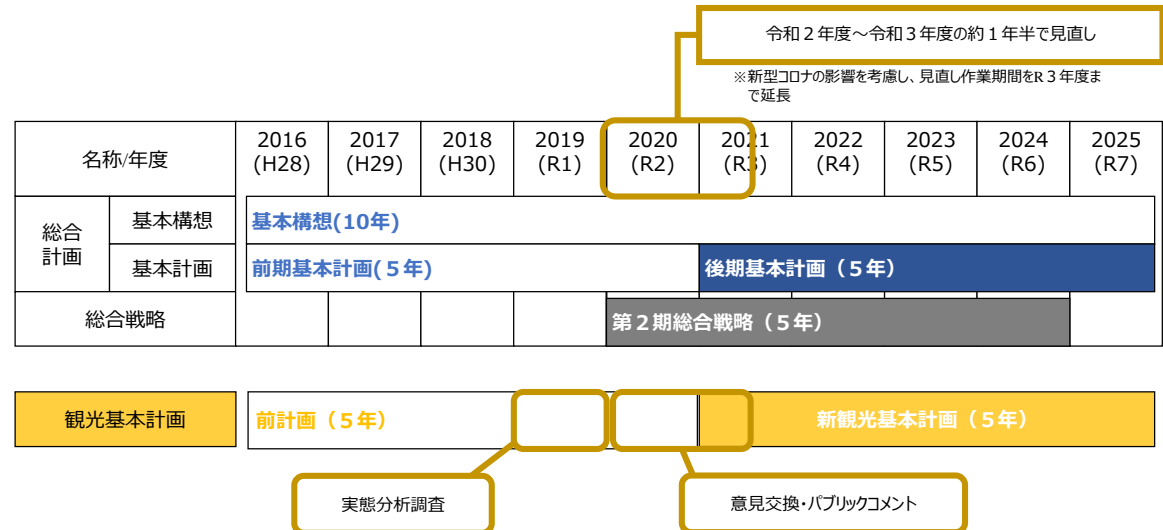 令和２年度～令和３年度の約１年半で見直し
※新型コロナの影響を考慮し、見直し作業期間をR３年度ま
で延長
名称/年度
2016
(H28)
2017
(H29)
2018
(H30)
2019
(R1)
2020
(R2)
2021
(R3)
2022
(R4)
2023
(R5)
2024
(R6)
2025
(R7)
総合
計画
基本構想
基本構想(10年)
基本計画
前期基本計画(５年)
後期基本計画（５年）
総合戦略
第２期総合戦略（５年）
観光基本計画
前計画（５年）
新観光基本計画（５年）
実態分析調査
意見交換・パブリックコメント